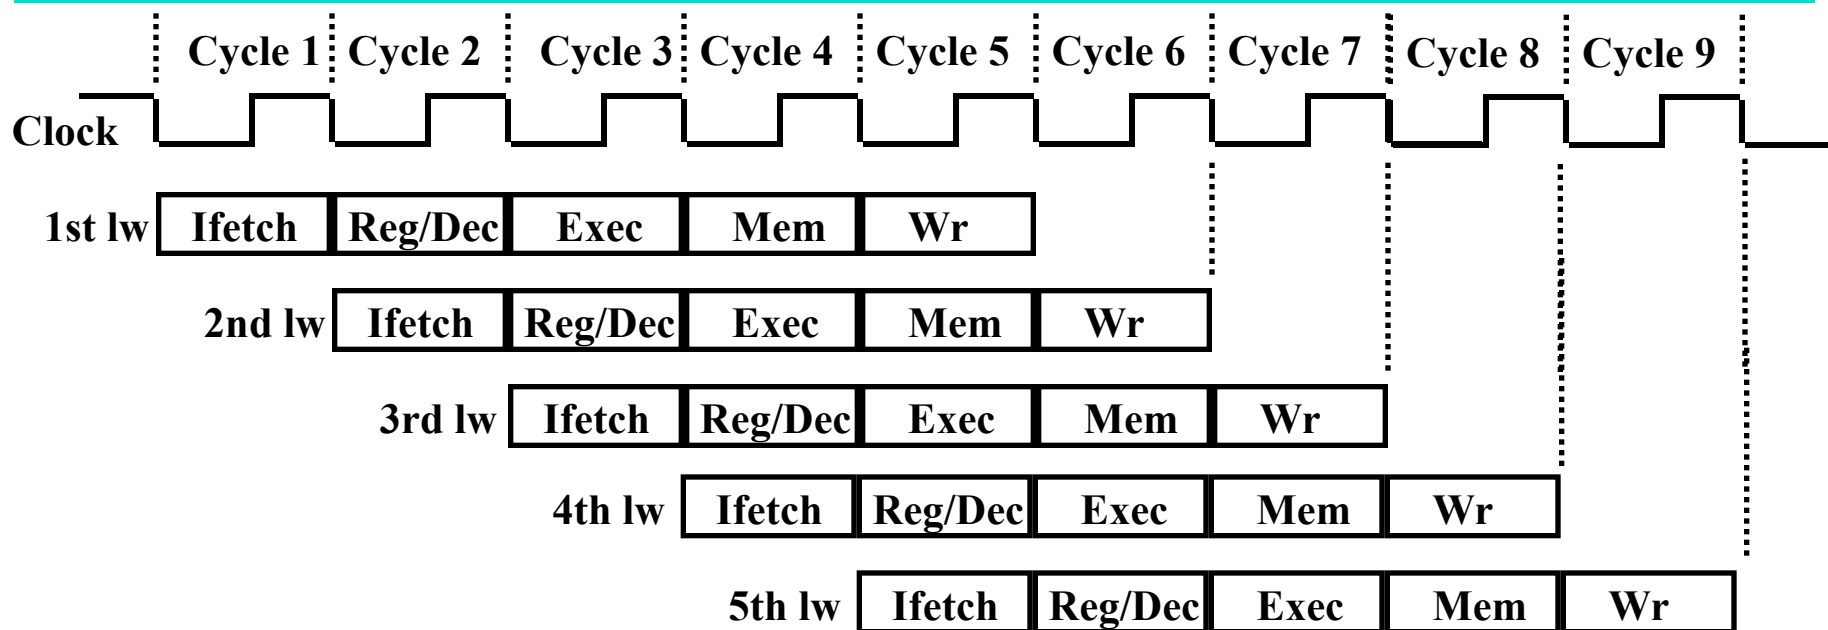 Cycle 1 Cycle 2 Cycle 3 Cycle 4 Cycle 5 Cycle 6 Cycle 7 Cycle 8 Cycle 9
Clock
1st lw Ifetch Reg/Dec Exec Mem Wr
2nd lw Ifetch Reg/Dec Exec Mem Wr
3rd lw Ifetch Reg/Dec Exec Mem Wr
4th lw Ifetch Reg/Dec Exec Mem Wr
5th lw Ifetch Reg/Dec Exec Mem Wr